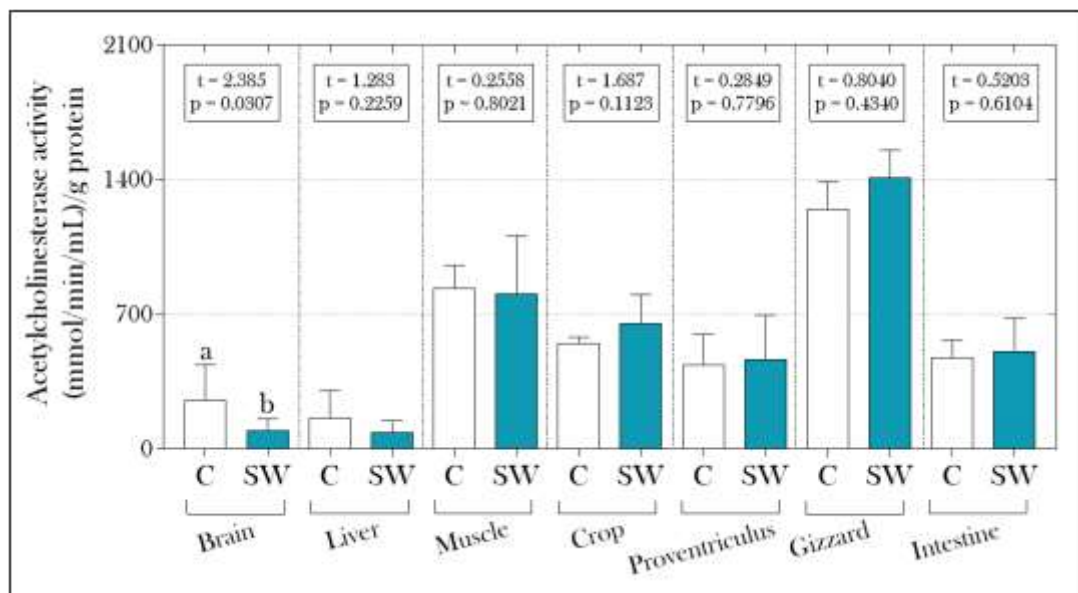 Acetylcholinesterase activity
(mmol/min/mL)/g protein
2100
1400
700
0
t = 2.385
p = 0.0307
t = 1.283
p = 0.2259
t = 0.2558
p = 0.8021
t = 1.687
p = 0.1123
t = 0.2849
p = 0.7796
t = 0.8040
p = 0.4340
t = 0.5203
p = 0.6104
a
b
C SW C SW C SW C SW C SW C SW C SW
Brain Liver Muscle Crop Proventriculus Gizzard Intestine